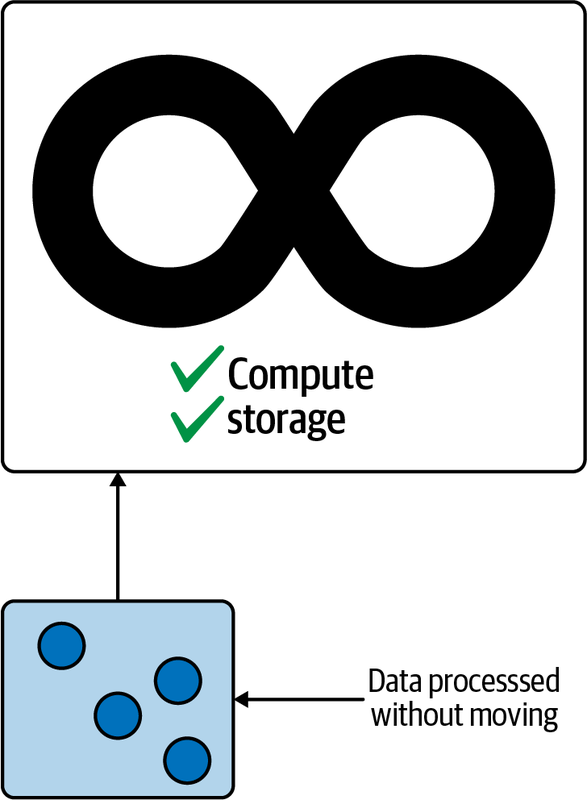 Compute
storage
Data processsed
without moving